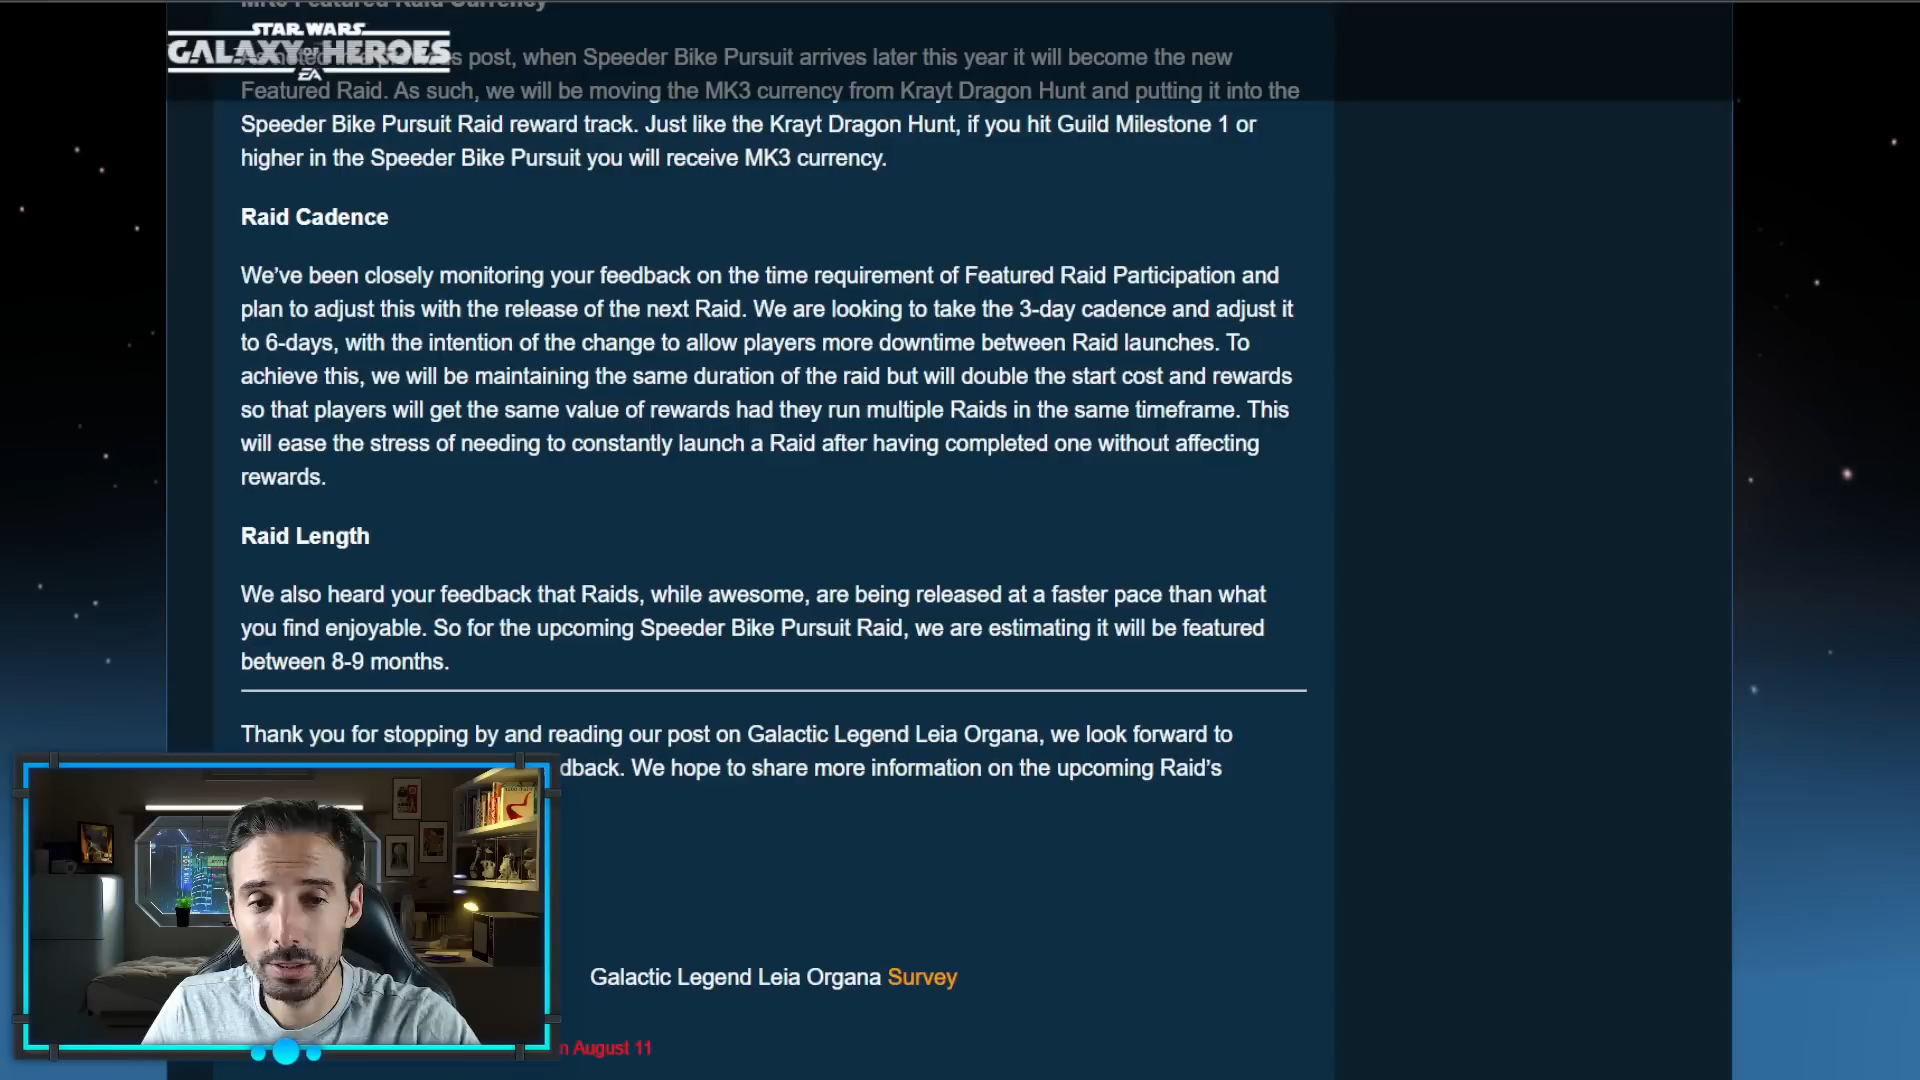 MK3 Featured Raid Currency
STAR WARS
GALAXY OF HEROES
EA
post, when Speeder Bike Pursuit arrives later this year it will become the new
Featured Raid. As such, we will be moving the MK3 currency from Krayt Dragon Hunt and putting it into the
Speeder Bike Pursuit Raid reward track. Just like the Krayt Dragon Hunt, if you hit Guild Milestone 1 or
higher in the Speeder Bike Pursuit you will receive MK3 currency.
Raid Cadence
We’ve been closely monitoring your feedback on the time requirement of Featured Raid Participation and
plan to adjust this with the release of the next Raid. We are looking to take the 3-day cadence and adjust it
to 6-days, with the intention of the change to allow players more downtime between Raid launches. To
achieve this, we will be maintaining the same duration of the raid but will double the start cost and rewards
so that players will get the same value of rewards had they run multiple Raids in the same timeframe. This
will ease the stress of needing to constantly launch a Raid after having completed one without affecting
rewards.
Raid Length
We also heard your feedback that Raids, while awesome, are being released at a faster pace than what
you find enjoyable. So for the upcoming Speeder Bike Pursuit Raid, we are estimating it will be featured
between 8-9 months.
Thank you for stopping by and reading our post on Galactic Legend Leia Organa, we look forward to
dback. We hope to share more information on the upcoming Raid’s
Galactic Legend Leia Organa Survey
n August 11